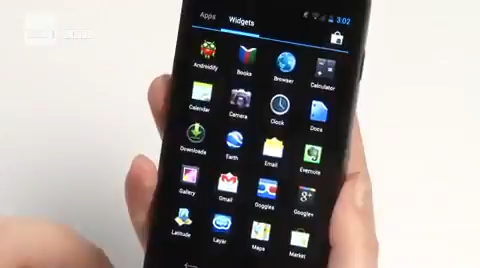 Apps Widgets
3:02
Androidify Books Browser Calculator
Calendar Camera Clock Docs
Downloads Earth Email Evernote
Gallery Gmail Goggles Google+
Latitude Layar Maps Market